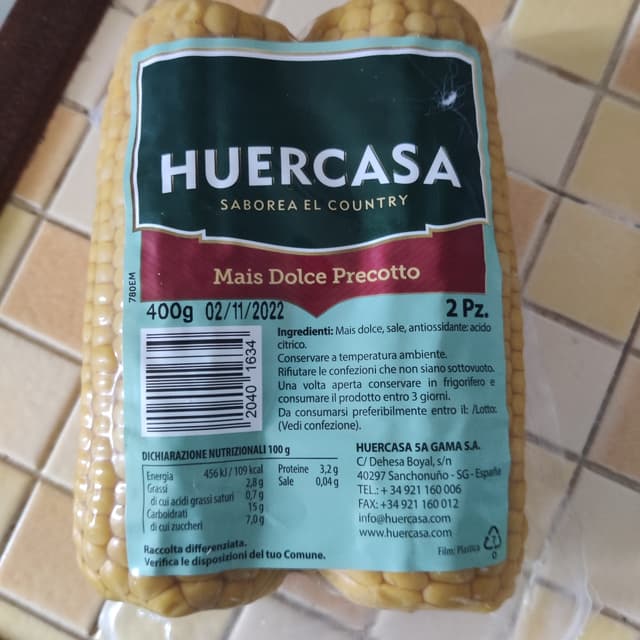 HUERCASA
SABOREA EL COUNTRY
Mais Dolce Precotto
780EM
400g 02/11/2022 2 Pz.
2040 1634
Ingredienti: Mais dolce, sale, antiossidante: acido
citrico.
Conservare a temperatura ambiente.
Rifiutare le confezioni che non siano sottovuoto.
Una volta aperta conservare in frigorifero e
consumare il prodotto entro 3 giorni.
Da consumarsi preferibilmente entro il: /Lotto:
(Vedi confezione).
DICHIARAZIONE NUTRIZIONALI 100 g
Energia 456 kJ / 109 kcal
Grassi 2,8 g
di cui acidi grassi saturi 0,7 g
Carboidrati 15 g
di cui zuccheri 7,0 g
Proteine 3,2 g
Sale 0,04 g
Raccolta differenziata.
Verifica le disposizioni del tuo Comune.
HUERCASA 5A GAMA S.A.
C/ Dehesa Boyal, s/n
40297 Sanchonuño - SG - España
TEL.: + 34 921 160 006
FAX: +34 921 160 012
info@huercasa.com
www.huercasa.com
Film: Plastica
7
0